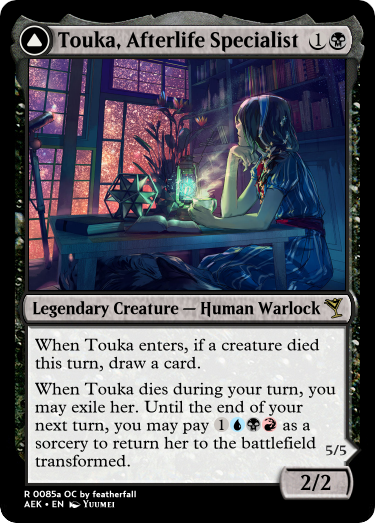 Touka, Afterlife Specialist 1
Legendary Creature — Human Warlock
When Touka enters, if a creature died
this turn, draw a card.
When Touka dies during your turn, you
may exile her. Until the end of your
next turn, you may pay 1 as a
sorcery to return her to the battlefield
transformed.
5/5
2/2
R 0085a OC by featherfall
AEK • EN Yuumei